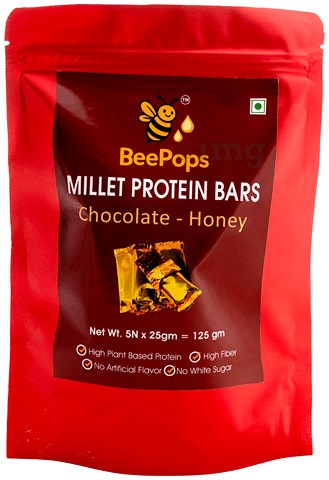 TM
BeePops
MILLET PROTEIN BARS
Chocolate - Honey
Net Wt. 5N x 25gm = 125 gm
High Plant Based Protein High Fiber
No Artificial Flavor No White Sugar
1mg